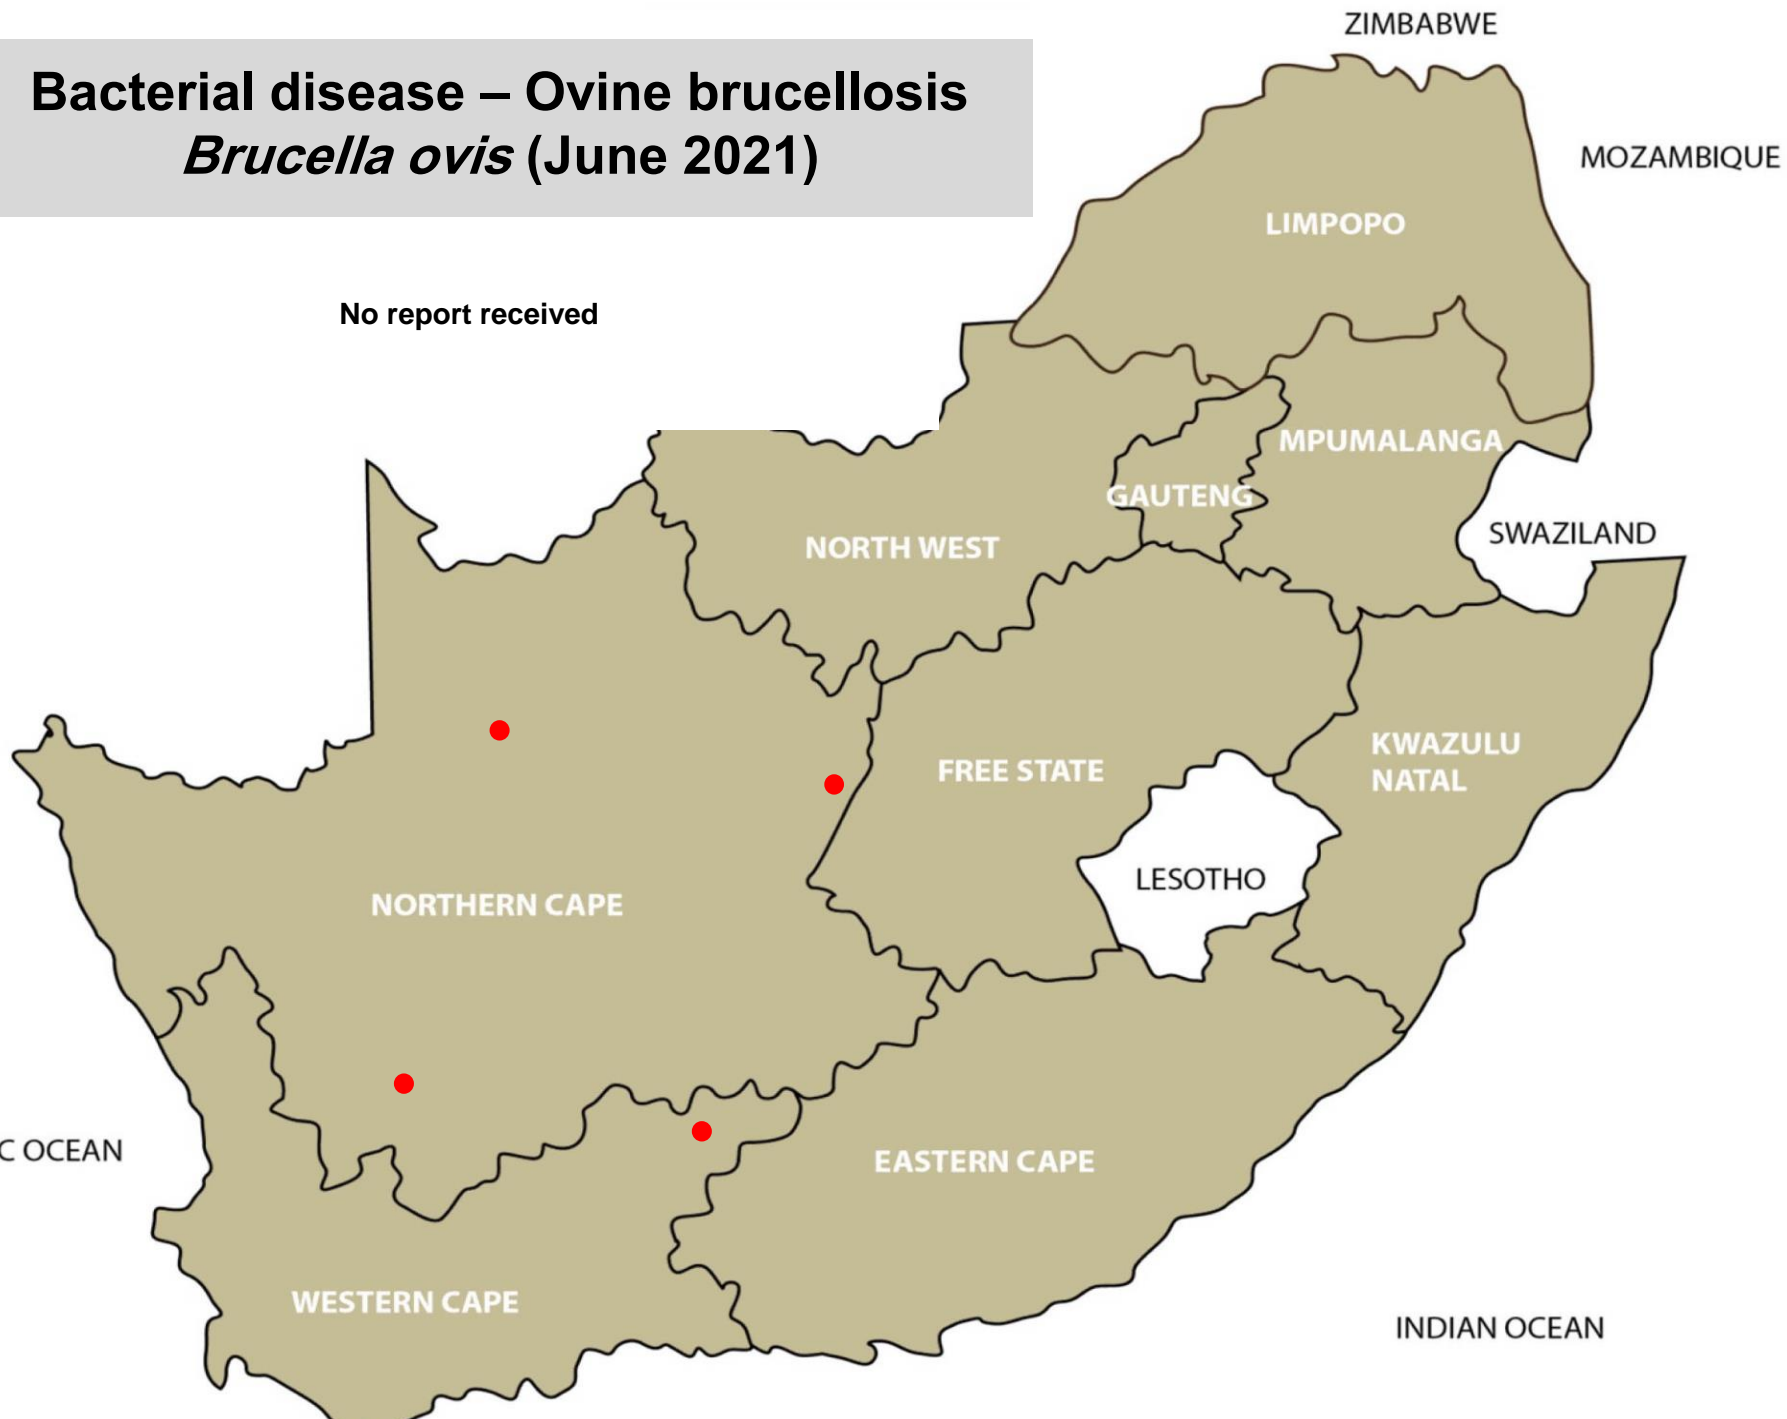 ZIMBABWE
Bacterial disease – Ovine brucellosis
Brucella ovis (June 2021)
MOZAMBIQUE
LIMPOPO
No report received
MPUMALANGA
GAUTENG
NORTH WEST
SWAZILAND
KWAZULU
NATAL
FREE STATE
LESOTHO
NORTHERN CAPE
C OCEAN
EASTERN CAPE
WESTERN CAPE
INDIAN OCEAN